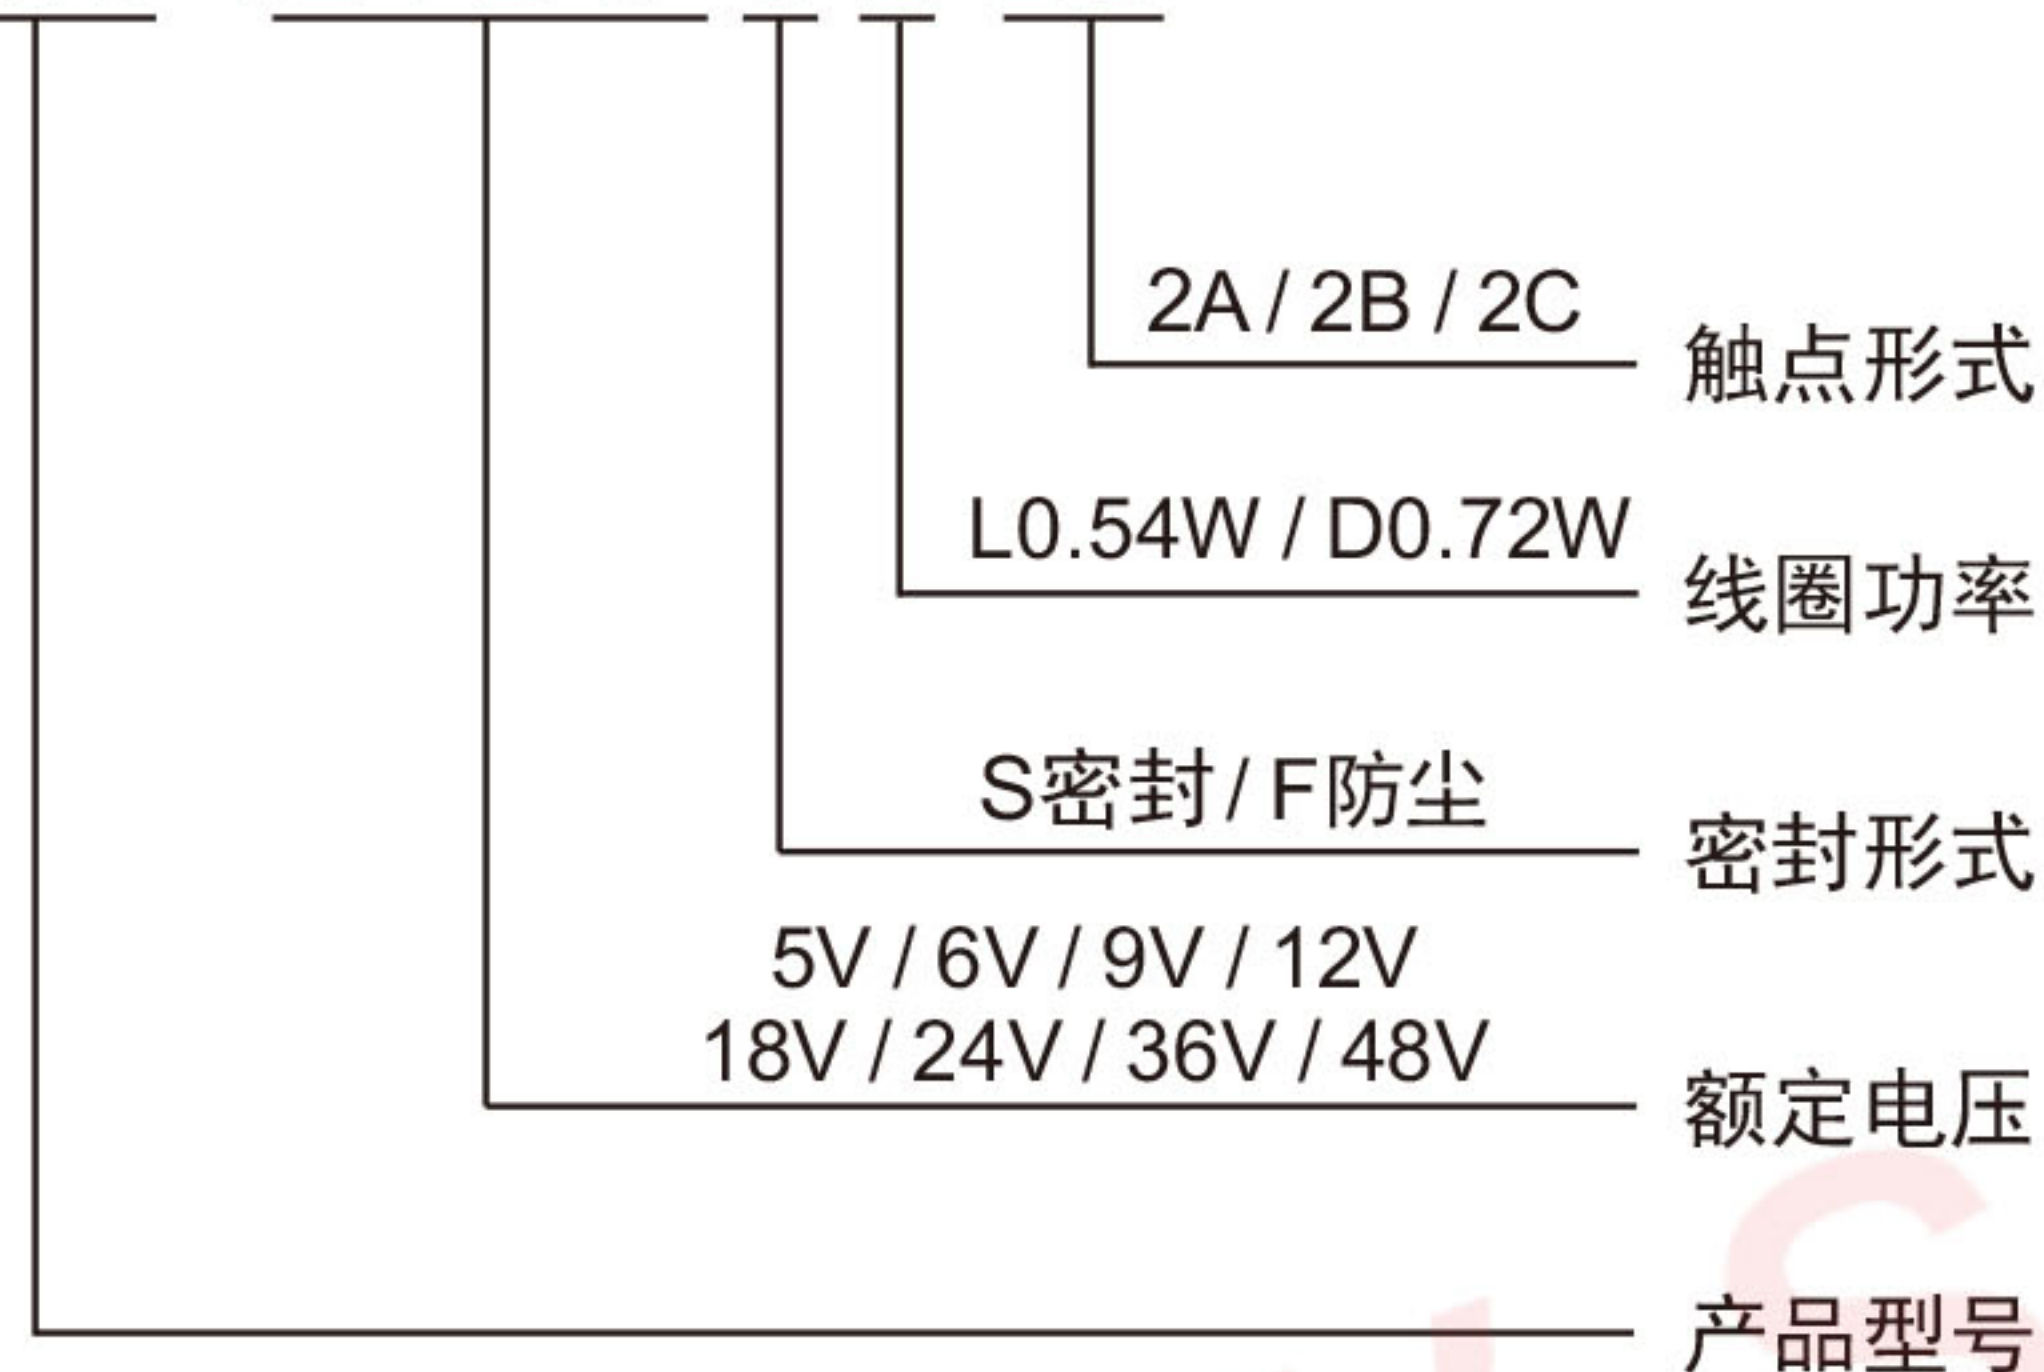 2A / 2B / 2C
触点形式
L0.54W / D0.72W
线圈功率
S密封 / F防尘
密封形式
5V / 6V / 9V / 12V
18V / 24V / 36V / 48V
额定电压
产品型号